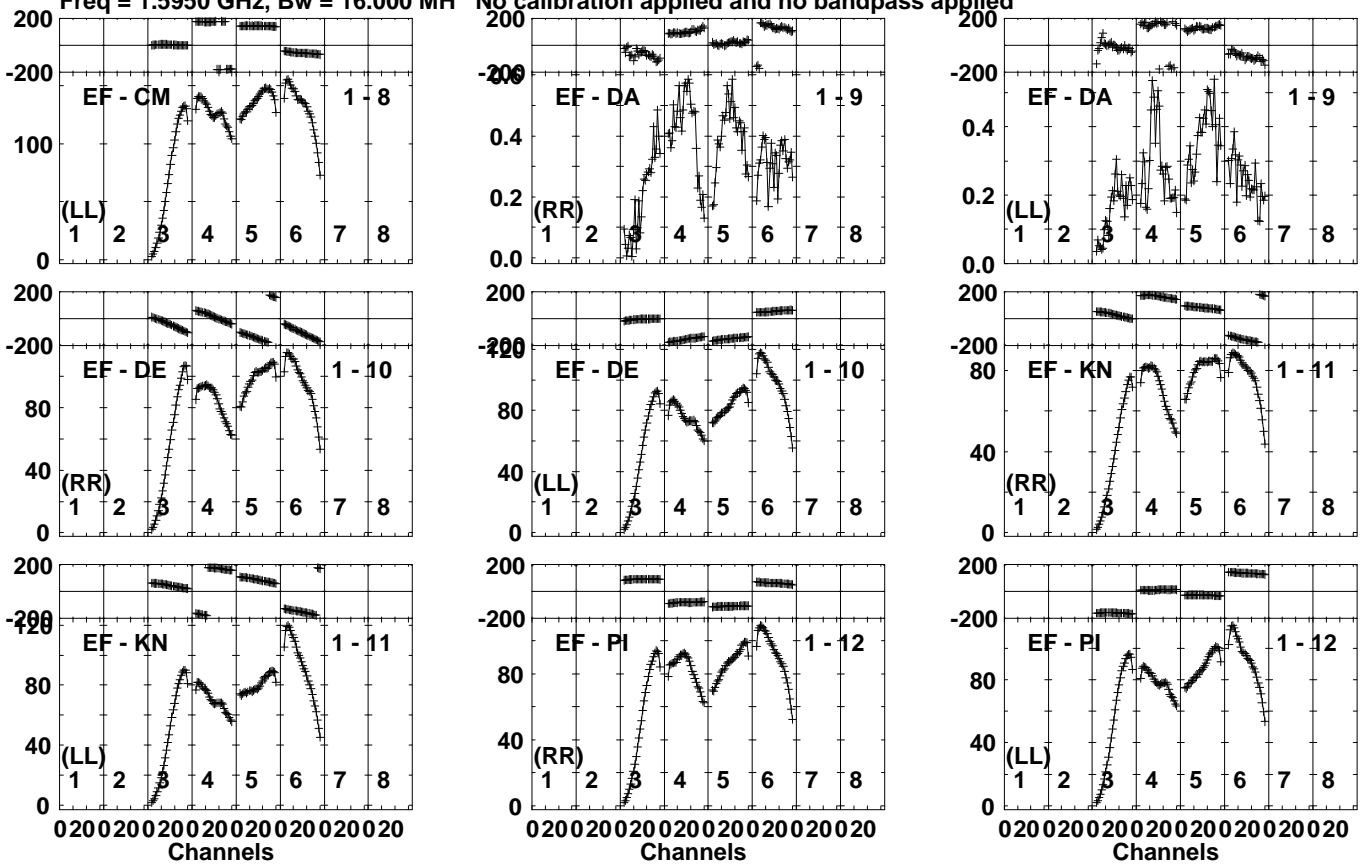 Freq = 1.5950 GHz, Bw = 16.000 MH No calibration applied and no bandpass applied
200
-200
EF - CM 1 - 8
100
(LL)
1 2 3 4 5 6 7 8
0
200
-200
0.6
EF - DA 1 - 9
0.4
0.2
(RR)
1 2 3 4 5 6 7 8
0.0
200
-200
EF - DA 1 - 9
0.4
0.2
(LL)
1 2 3 4 5 6 7 8
0.0
200
-200
EF - DE 1 - 10
80
40
(RR)
1 2 3 4 5 6 7 8
0
200
-200
120
EF - DE 1 - 10
80
40
(LL)
1 2 3 4 5 6 7 8
0
200
-200
EF - KN 1 - 11
80
40
(RR)
1 2 3 4 5 6 7 8
0
200
-200
120
EF - KN 1 - 11
80
40
(LL)
1 2 3 4 5 6 7 8
0
0 20 0 20 0 20 0 20 0 20 0 20 0 20 0 20
Channels
200
-200
EF - PI 1 - 12
80
40
(RR)
1 2 3 4 5 6 7 8
0
0 20 0 20 0 20 0 20 0 20 0 20 0 20 0 20
Channels
200
-200
EF - PI 1 - 12
80
40
(LL)
1 2 3 4 5 6 7 8
0
0 20 0 20 0 20 0 20 0 20 0 20 0 20 0 20
Channels